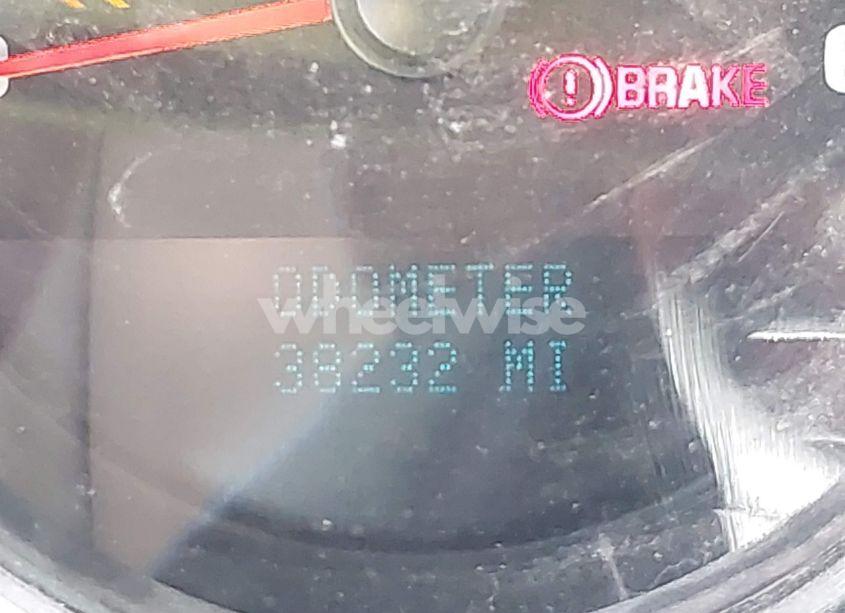 BRAKE
ODOMETER
wheelwise
38232 MI